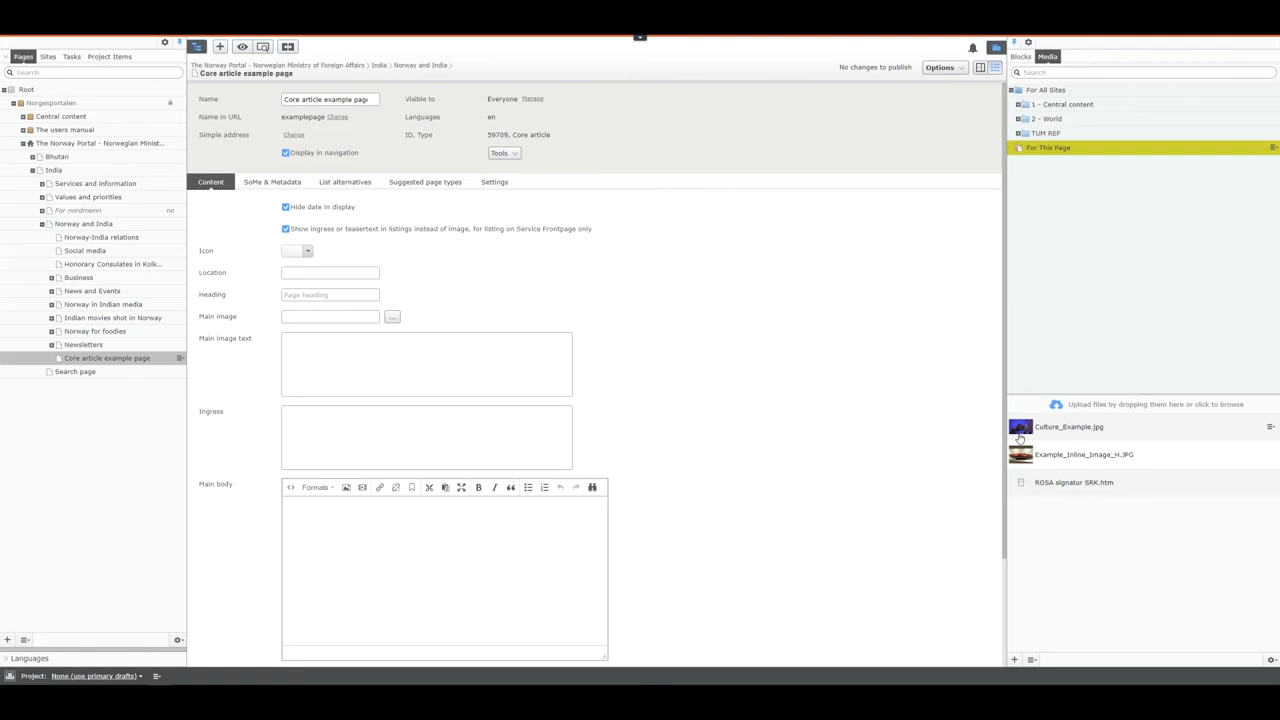 Pages Sites Tasks Project Items
Search
Root
Norgesportalen
Central content
The users manual
The Norway Portal - Norwegian Minist...
Bhutan
India
Services and information
Values and priorities
For nordmenn no
Norway and India
Norway-India relations
Social media
Honorary Consulates in Kolk...
Business
News and Events
Norway in Indian media
Indian movies shot in Norway
Norway for foodies
Newsletters
Core article example page
Search page
Languages
Project: None (use primary drafts)
The Norway Portal - Norwegian Ministry of Foreign Affairs India Norway and India
Core article example page
No changes to publish Options
Name Core article example page Visible to Everyone Manage
Name in URL examplepage Change Languages en
Simple address Change ID, Type 59709, Core article
Display in navigation Tools
Content SoMe & Metadata List alternatives Suggested page types Settings
Hide date in display
Show ingress or teasertext in listings instead of image, for listing on Service Frontpage only
Icon
Location
Heading Page heading
Main image ...
Main image text
Ingress
Main body Formats B I
Blocks Media
Search
For All Sites
1 - Central content
2 - World
TUM REF
For This Page
Upload files by dropping them here or click to browse
Culture_Example.jpg
Example_Inline_Image_H.JPG
ROSA signatur SRK.htm